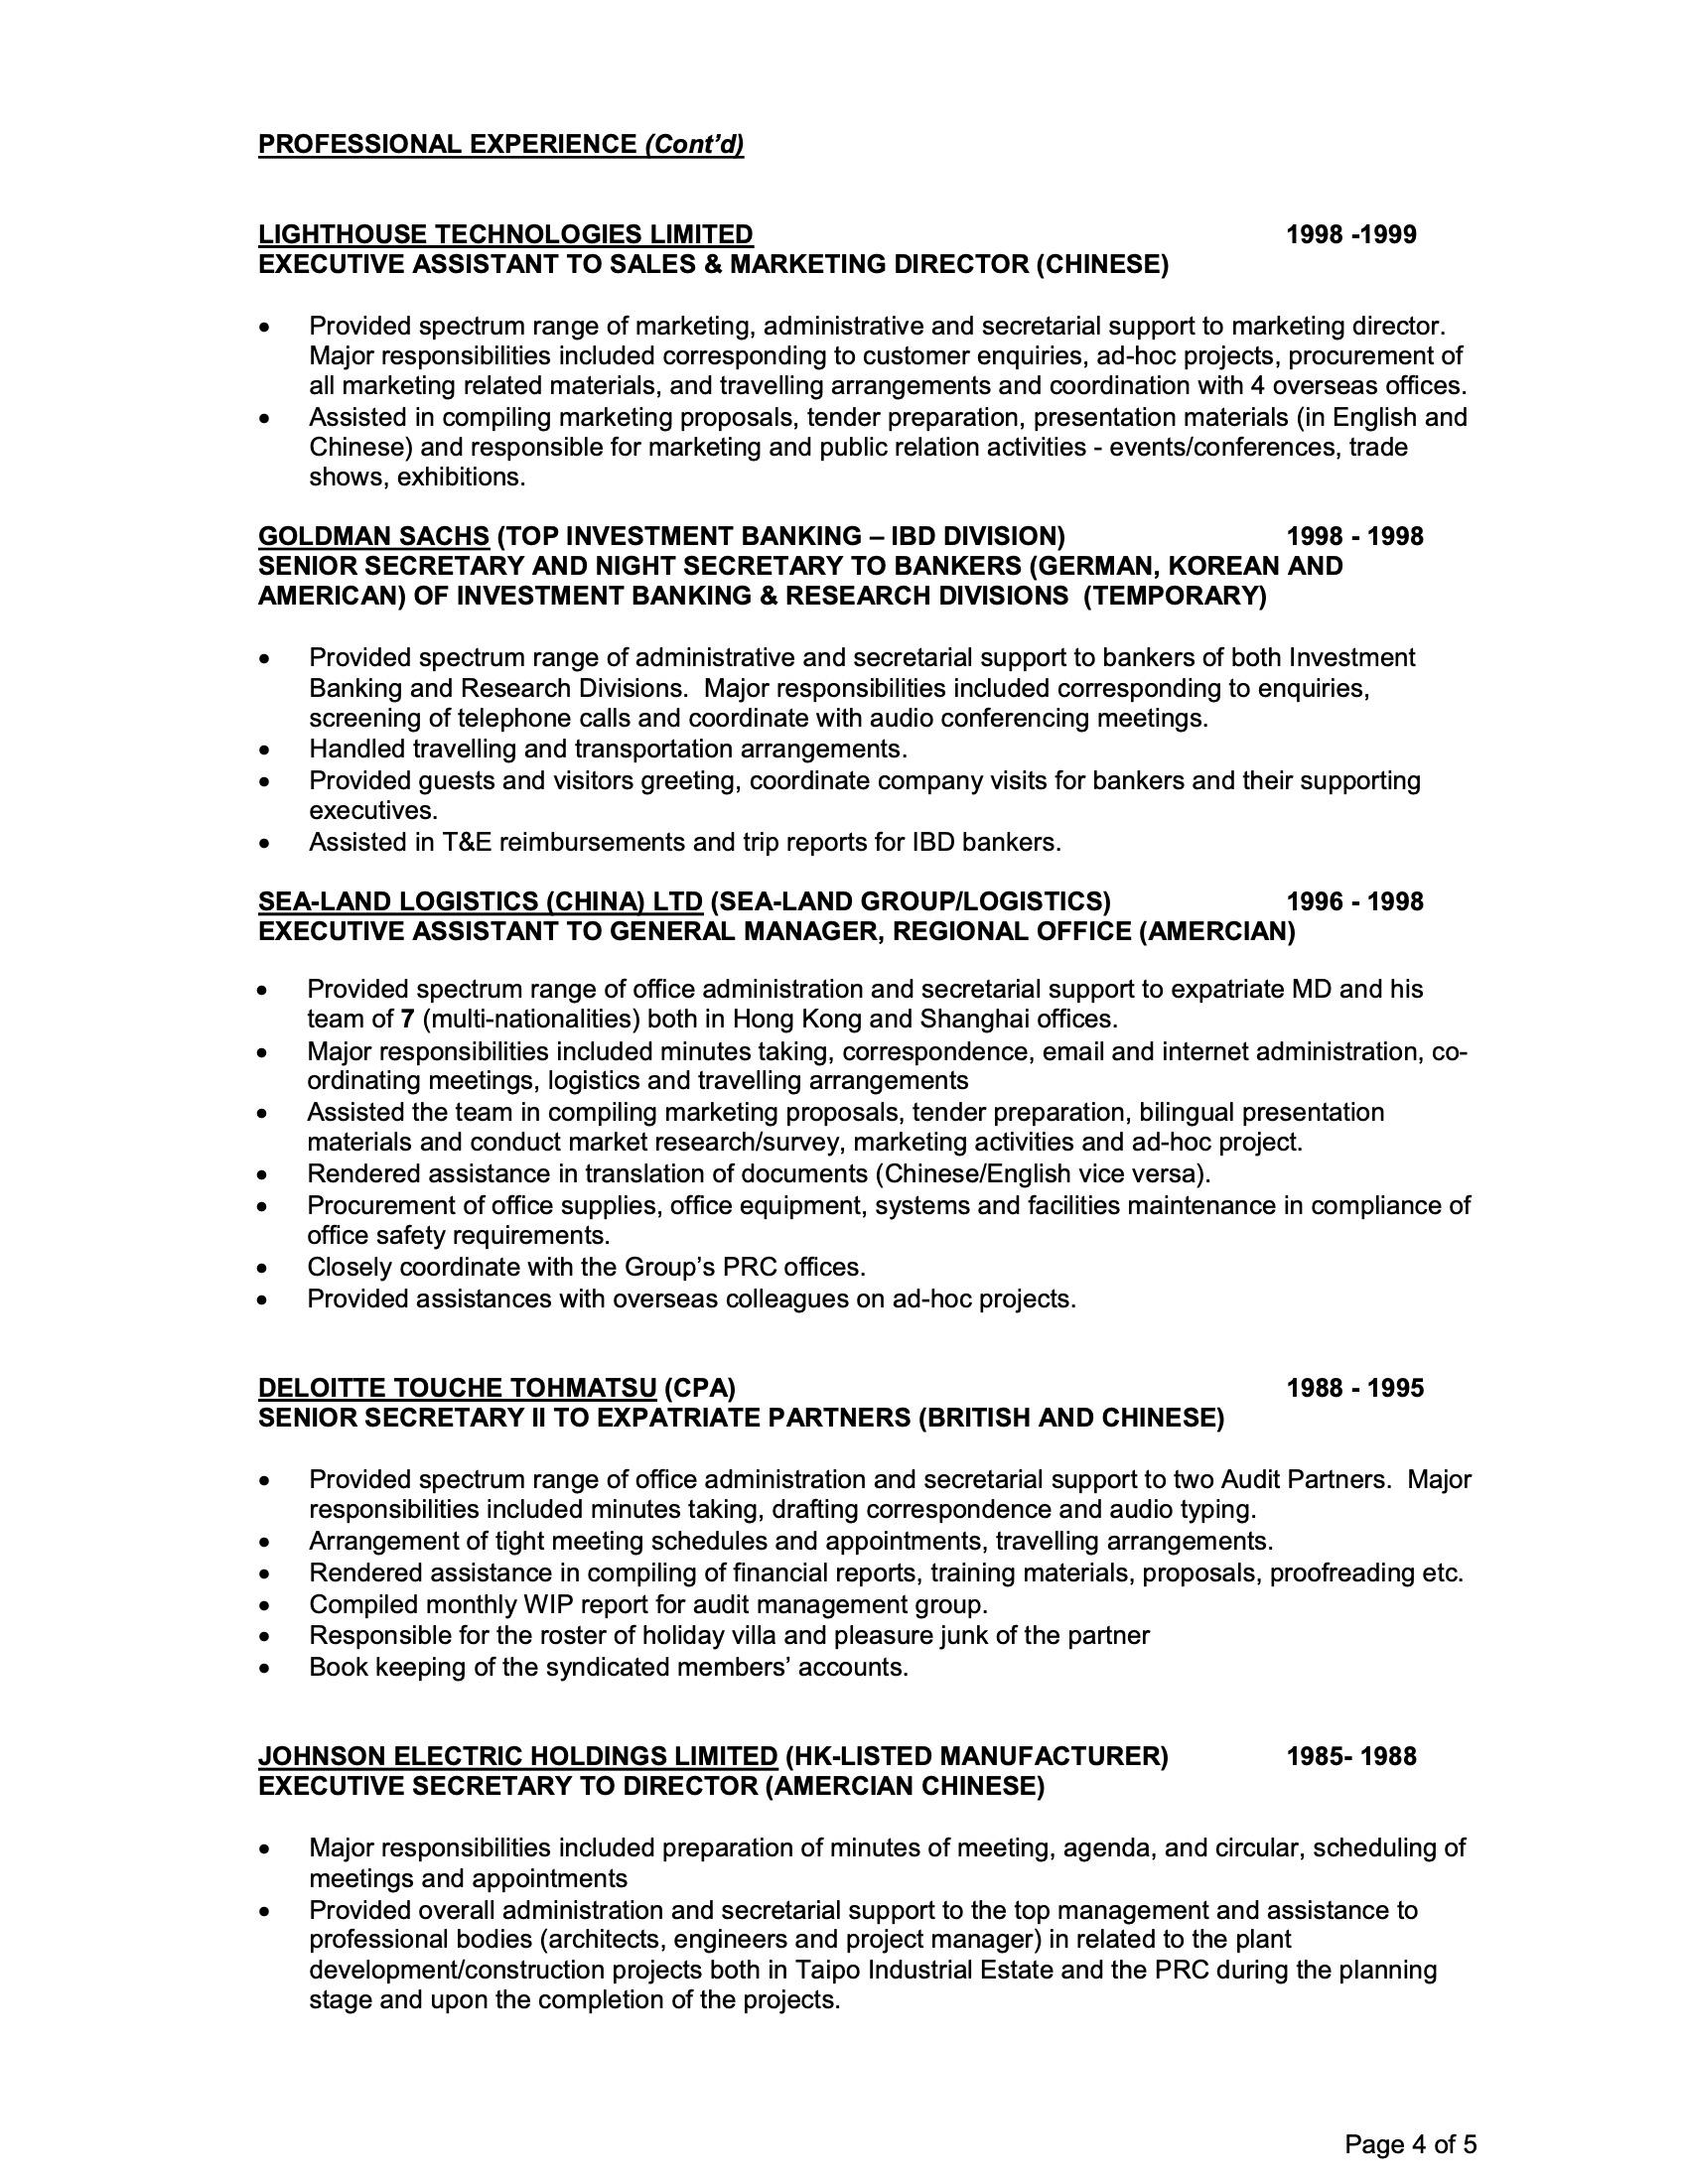 PROFESSIONAL EXPERIENCE (Cont’d)
LIGHTHOUSE TECHNOLOGIES LIMITED 1998 -1999
EXECUTIVE ASSISTANT TO SALES & MARKETING DIRECTOR (CHINESE)
• Provided spectrum range of marketing, administrative and secretarial support to marketing director.
Major responsibilities included corresponding to customer enquiries, ad-hoc projects, procurement of
all marketing related materials, and travelling arrangements and coordination with 4 overseas offices.
• Assisted in compiling marketing proposals, tender preparation, presentation materials (in English and
Chinese) and responsible for marketing and public relation activities - events/conferences, trade
shows, exhibitions.
GOLDMAN SACHS (TOP INVESTMENT BANKING – IBD DIVISION) 1998 - 1998
SENIOR SECRETARY AND NIGHT SECRETARY TO BANKERS (GERMAN, KOREAN AND
AMERICAN) OF INVESTMENT BANKING & RESEARCH DIVISIONS (TEMPORARY)
• Provided spectrum range of administrative and secretarial support to bankers of both Investment
Banking and Research Divisions. Major responsibilities included corresponding to enquiries,
screening of telephone calls and coordinate with audio conferencing meetings.
• Handled travelling and transportation arrangements.
• Provided guests and visitors greeting, coordinate company visits for bankers and their supporting
executives.
• Assisted in T&E reimbursements and trip reports for IBD bankers.
SEA-LAND LOGISTICS (CHINA) LTD (SEA-LAND GROUP/LOGISTICS) 1996 - 1998
EXECUTIVE ASSISTANT TO GENERAL MANAGER, REGIONAL OFFICE (AMERCIAN)
• Provided spectrum range of office administration and secretarial support to expatriate MD and his
team of 7 (multi-nationalities) both in Hong Kong and Shanghai offices.
• Major responsibilities included minutes taking, correspondence, email and internet administration, co-
ordinating meetings, logistics and travelling arrangements
• Assisted the team in compiling marketing proposals, tender preparation, bilingual presentation
materials and conduct market research/survey, marketing activities and ad-hoc project.
• Rendered assistance in translation of documents (Chinese/English vice versa).
• Procurement of office supplies, office equipment, systems and facilities maintenance in compliance of
office safety requirements.
• Closely coordinate with the Group’s PRC offices.
• Provided assistances with overseas colleagues on ad-hoc projects.
DELOITTE TOUCHE TOHMATSU (CPA) 1988 - 1995
SENIOR SECRETARY II TO EXPATRIATE PARTNERS (BRITISH AND CHINESE)
• Provided spectrum range of office administration and secretarial support to two Audit Partners. Major
responsibilities included minutes taking, drafting correspondence and audio typing.
• Arrangement of tight meeting schedules and appointments, travelling arrangements.
• Rendered assistance in compiling of financial reports, training materials, proposals, proofreading etc.
• Compiled monthly WIP report for audit management group.
• Responsible for the roster of holiday villa and pleasure junk of the partner
• Book keeping of the syndicated members’ accounts.
JOHNSON ELECTRIC HOLDINGS LIMITED (HK-LISTED MANUFACTURER) 1985- 1988
EXECUTIVE SECRETARY TO DIRECTOR (AMERCIAN CHINESE)
• Major responsibilities included preparation of minutes of meeting, agenda, and circular, scheduling of
meetings and appointments
• Provided overall administration and secretarial support to the top management and assistance to
professional bodies (architects, engineers and project manager) in related to the plant
development/construction projects both in Taipo Industrial Estate and the PRC during the planning
stage and upon the completion of the projects.
Page 4 of 5